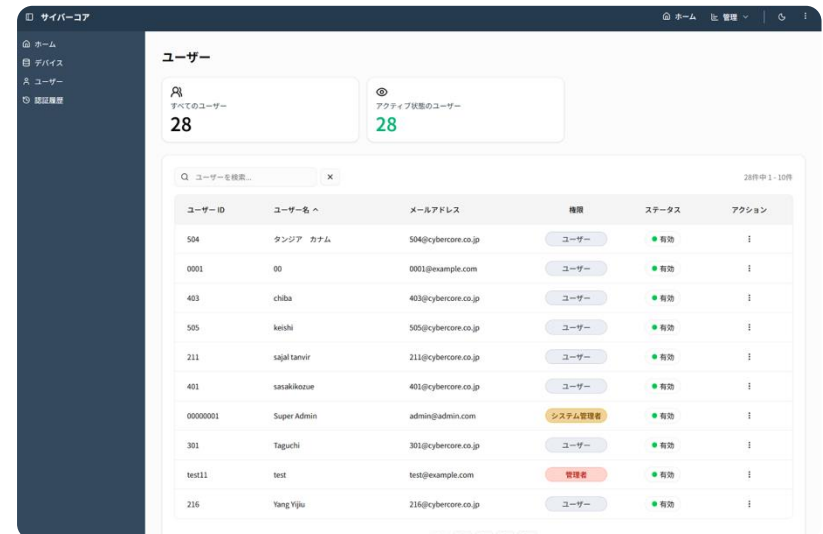 サイバーコア ホーム 管理
ホーム
デバイス
ユーザー
認証履歴
ユーザー
すべてのユーザー
28
アクティブ状態のユーザー
28
ユーザーを検索... 28件中 1 - 10件
ユーザー ID ユーザー名 メールアドレス 権限 ステータス アクション
504 タンジア カナム 504@cybercore.co.jp ユーザー 有効
0001 00 0001@example.com ユーザー 有効
403 chiba 403@cybercore.co.jp ユーザー 有効
505 keishi 505@cybercore.co.jp ユーザー 有効
211 sajal tanvir 211@cybercore.co.jp ユーザー 有効
401 sasakikozue 401@cybercore.co.jp ユーザー 有効
00000001 Super Admin admin@admin.com システム管理者 有効
301 Taguchi 301@cybercore.co.jp ユーザー 有効
test11 test test@example.com 管理者 有効
216 Yang Yijiu 216@cybercore.co.jp ユーザー 有効